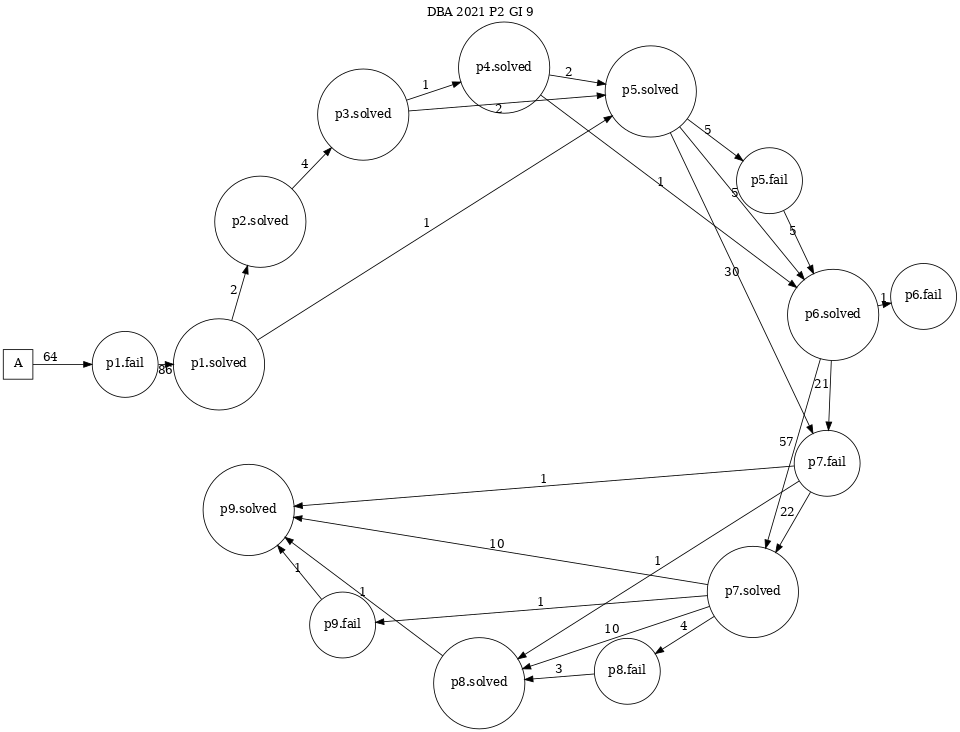 DBA 2021 P2 GI 9
p4.solved
2
p5.solved
1
p3.solved
2
5
4
p5.fail
1
5
p2.solved
1
5
30
2
p6.fail
1
p6.solved
A
64
p1.fail
86
p1.solved
21
57
p7.fail
1
p9.solved
22
10
1
p7.solved
1
1
1
p9.fail
10
4
3
p8.fail
p8.solved